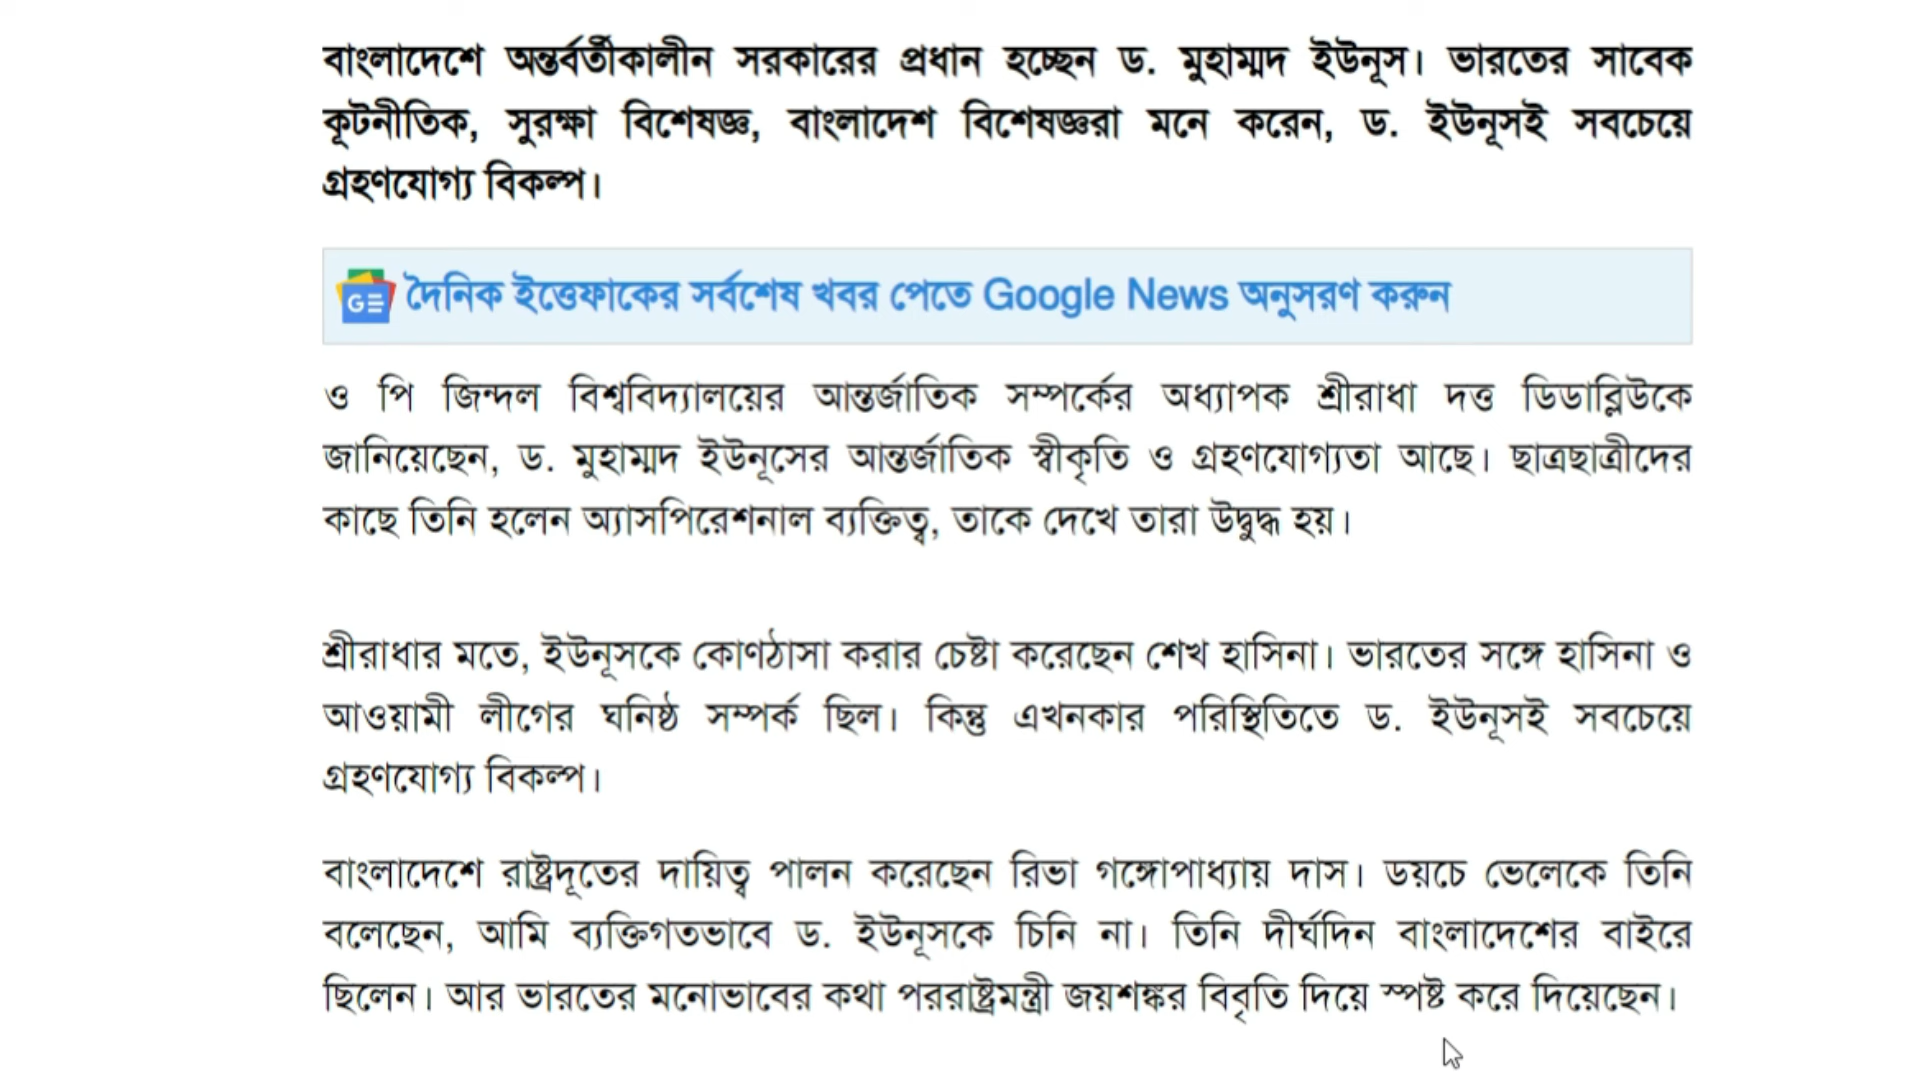 বাংলাদেশে অন্তর্বর্তীকালীন সরকারের প্রধান হচ্ছেন ড. মুহাম্মদ ইউনূস। ভারতের সাবেক
কূটনীতিক, সুরক্ষা বিশেষজ্ঞ, বাংলাদেশ বিশেষজ্ঞরা মনে করেন, ড. ইউনূসই সবচেয়ে
গ্রহণযোগ্য বিকল্প।
GE দৈনিক ইত্তেফাকের সর্বশেষ খবর পেতে Google News অনুসরণ করুন
ও পি জিন্দল বিশ্ববিদ্যালয়ের আন্তর্জাতিক সম্পর্কের অধ্যাপক শ্রীরাধা দত্ত ডিডাব্লিউকে
জানিয়েছেন, ড. মুহাম্মদ ইউনূসের আন্তর্জাতিক স্বীকৃতি ও গ্রহণযোগ্যতা আছে। ছাত্রছাত্রীদের
কাছে তিনি হলেন অ্যাসপিরেশনাল ব্যক্তিত্ব, তাকে দেখে তারা উদ্বুদ্ধ হয়।
শ্রীরাধার মতে, ইউনূসকে কোণঠাসা করার চেষ্টা করেছেন শেখ হাসিনা। ভারতের সঙ্গে হাসিনা ও
আওয়ামী লীগের ঘনিষ্ঠ সম্পর্ক ছিল। কিন্তু এখনকার পরিস্থিতিতে ড. ইউনূসই সবচেয়ে
গ্রহণযোগ্য বিকল্প।
বাংলাদেশে রাষ্ট্রদূতের দায়িত্ব পালন করেছেন রিভা গঙ্গোপাধ্যায় দাস। ডয়চে ভেলেকে তিনি
বলেছেন, আমি ব্যক্তিগতভাবে ড. ইউনূসকে চিনি না। তিনি দীর্ঘদিন বাংলাদেশের বাইরে
ছিলেন। আর ভারতের মনোভাবের কথা পররাষ্ট্রমন্ত্রী জয়শঙ্কর বিবৃতি দিয়ে স্পষ্ট করে দিয়েছেন।